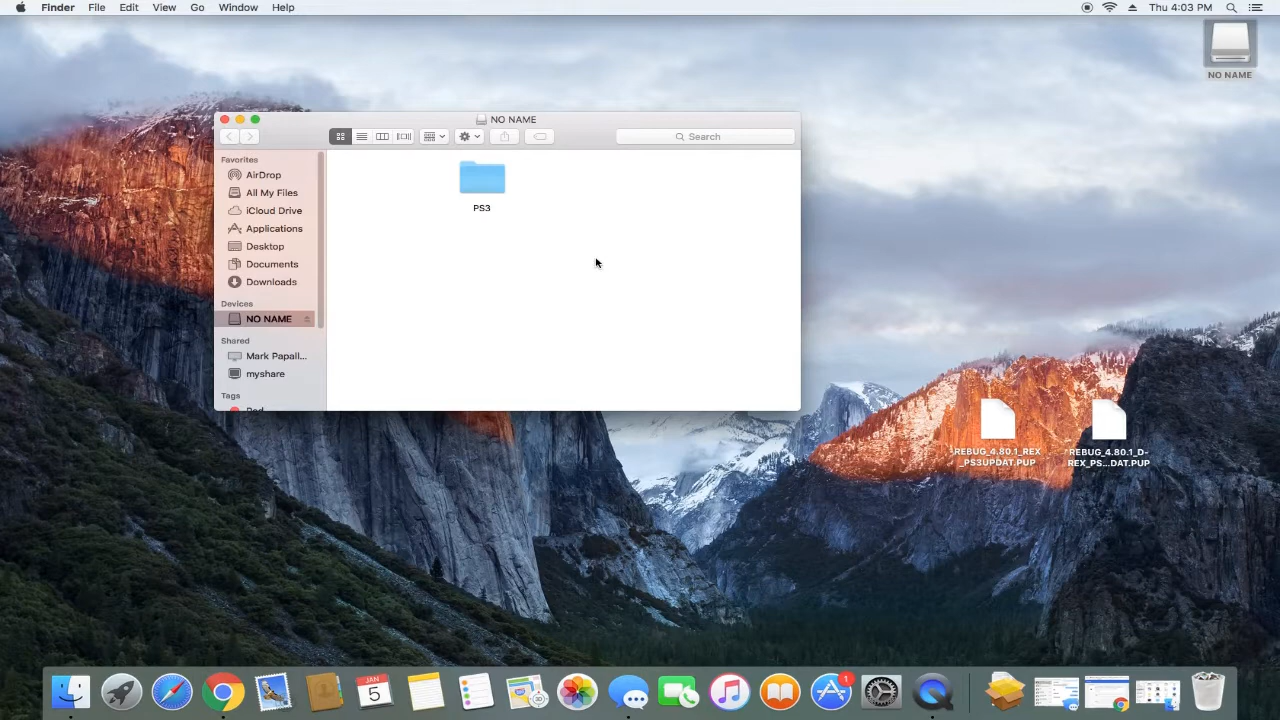 Finder File Edit View Go Window Help Thu 4:03 PM
NO NAME
NO NAME
Search
Favorites
AirDrop
All My Files
iCloud Drive
Applications
Desktop
Documents
Downloads
Devices
NO NAME
Shared
Mark Papall...
myshare
Tags
PS3
REBUG_4.80.1_REX
_PS3UPDAT.PUP
REBUG_4.80.1_D-
REX_PS...DAT.PUP
JAN
5
1